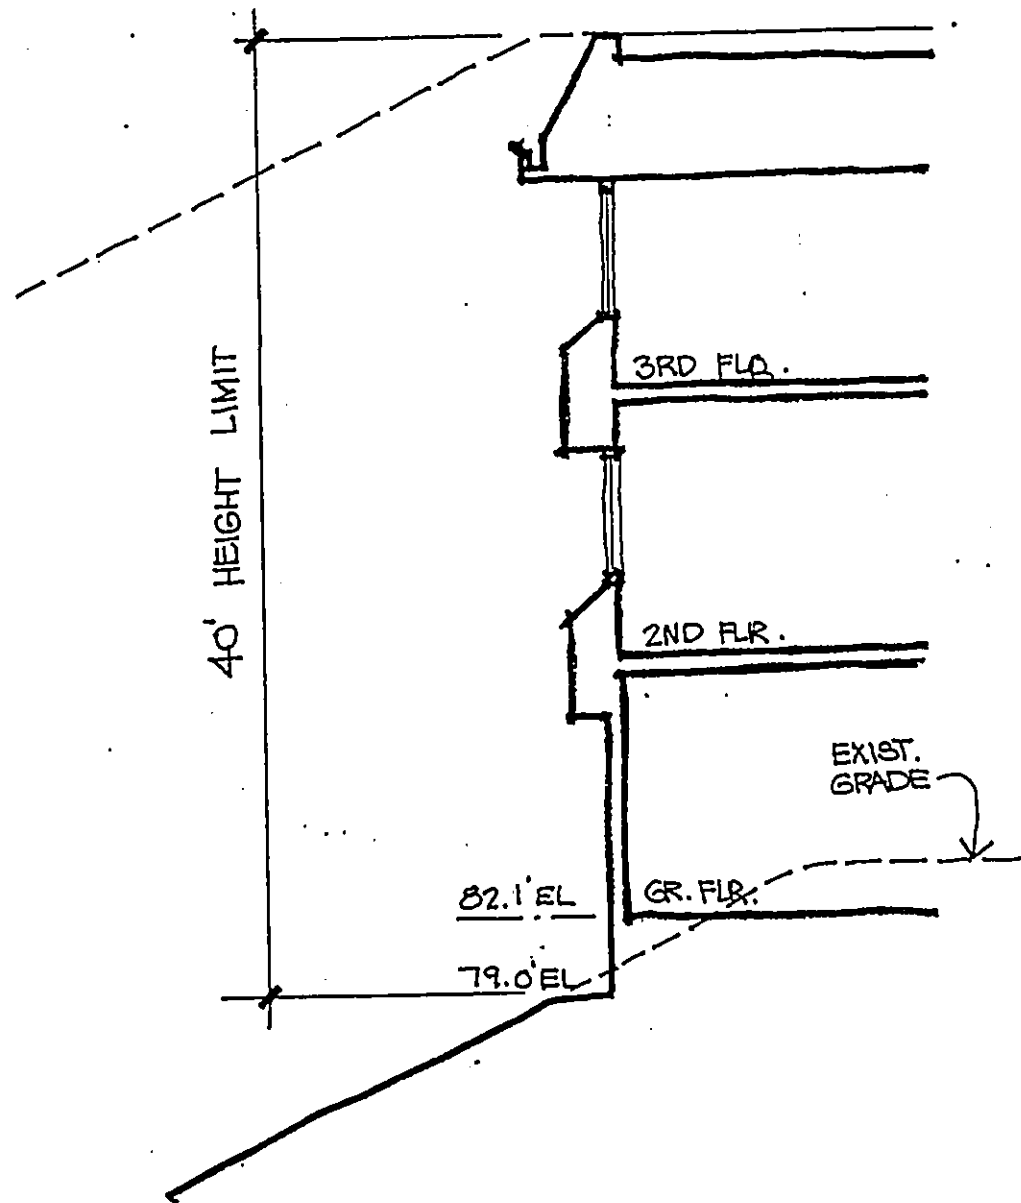 40' HEIGHT LIMIT
3RD FLR.
2ND FLR.
EXIST.
GRADE
82.1' EL
GR. FLR.
79.0' EL